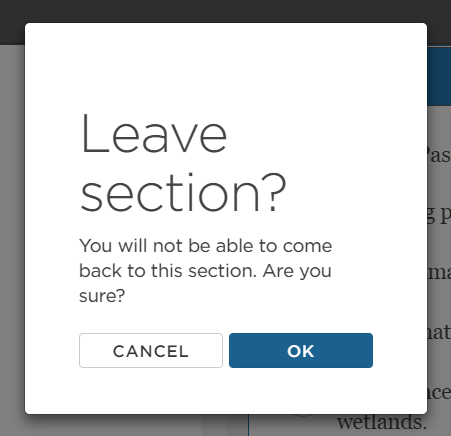 Leave
section?
You will not be able to come
back to this section. Are you
sure?
CANCEL
OK
wetlands.